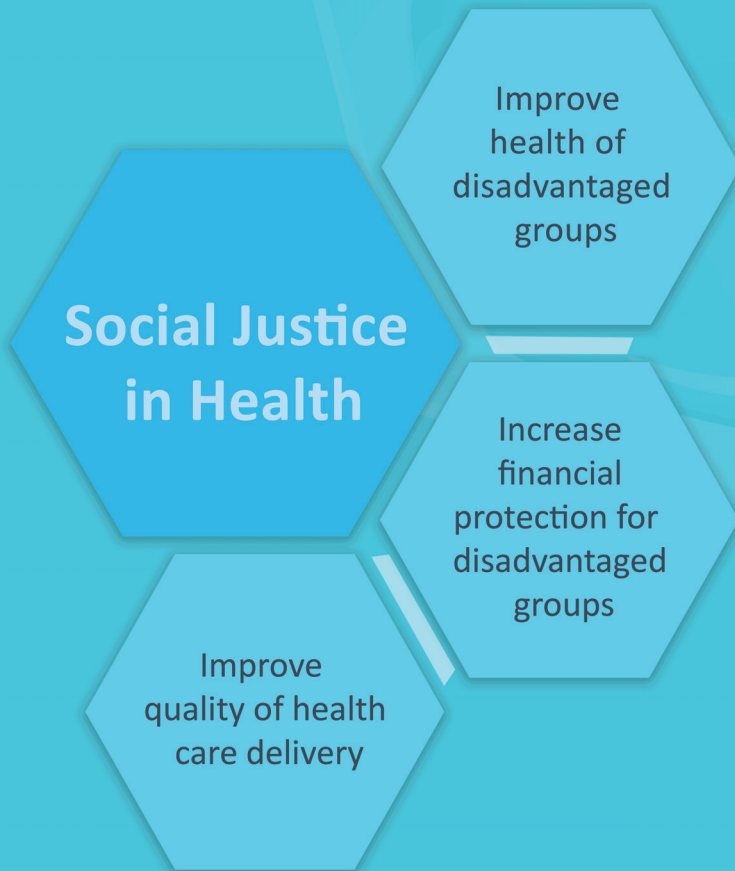 Social Justice
in Health
Improve
health of
disadvantaged
groups
Increase
financial
protection for
disadvantaged
groups
Improve
quality of health
care delivery